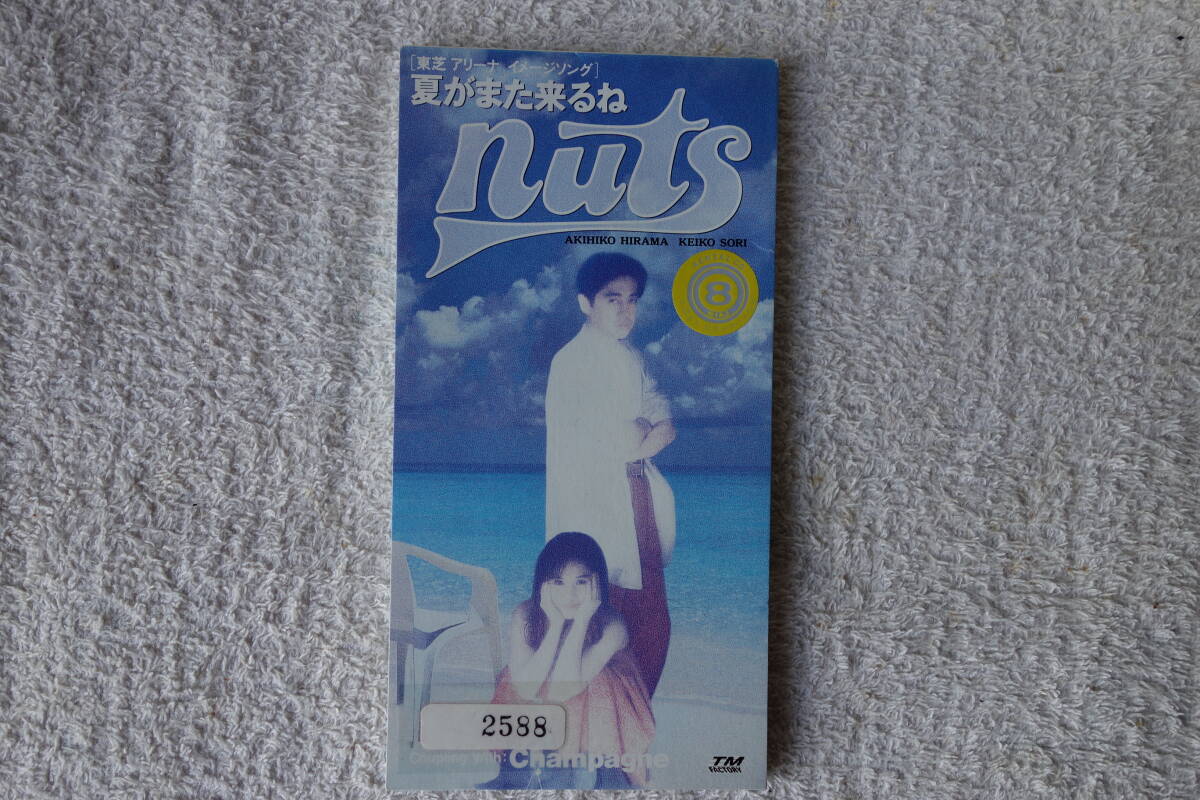 [東芝 アリーナ イメージソング]
夏がまた来るね
nuts
AKIHIKO HIRAMA KEIKO SORI
8
2588
Champagne
TM
FACTORY